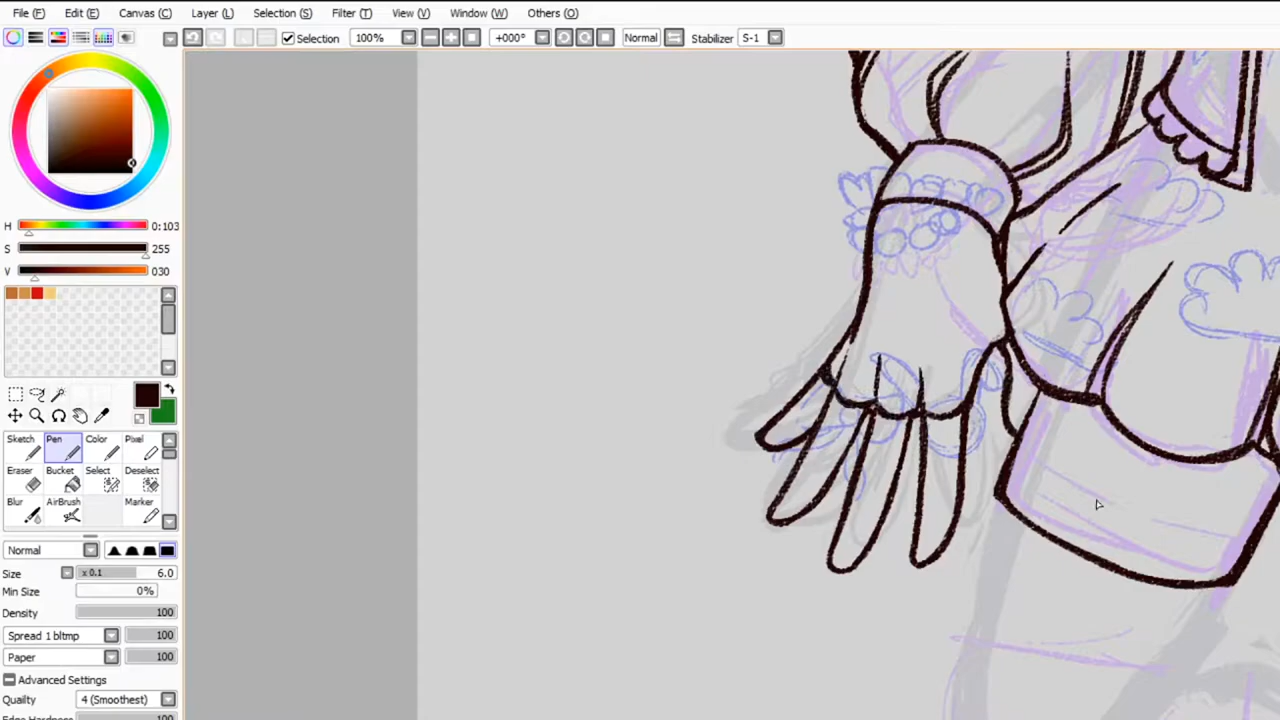 File (F) Edit (E) Canvas (C) Layer (L) Selection (S) Filter (T) View (V) Window (W) Others (O)
Selection 100% +000° Normal Stabilizer S-1
H 0:103
S 255
V 030
Sketch Pen Color Pixel
Eraser Bucket Select Deselect
Blur AirBrush Marker
Normal
Size x 0.1 6.0
Min Size 0%
Density 100
Spread 1 bltmp 100
Paper 100
Advanced Settings
Quailty 4 (Smoothest)
Edge Hardness 100